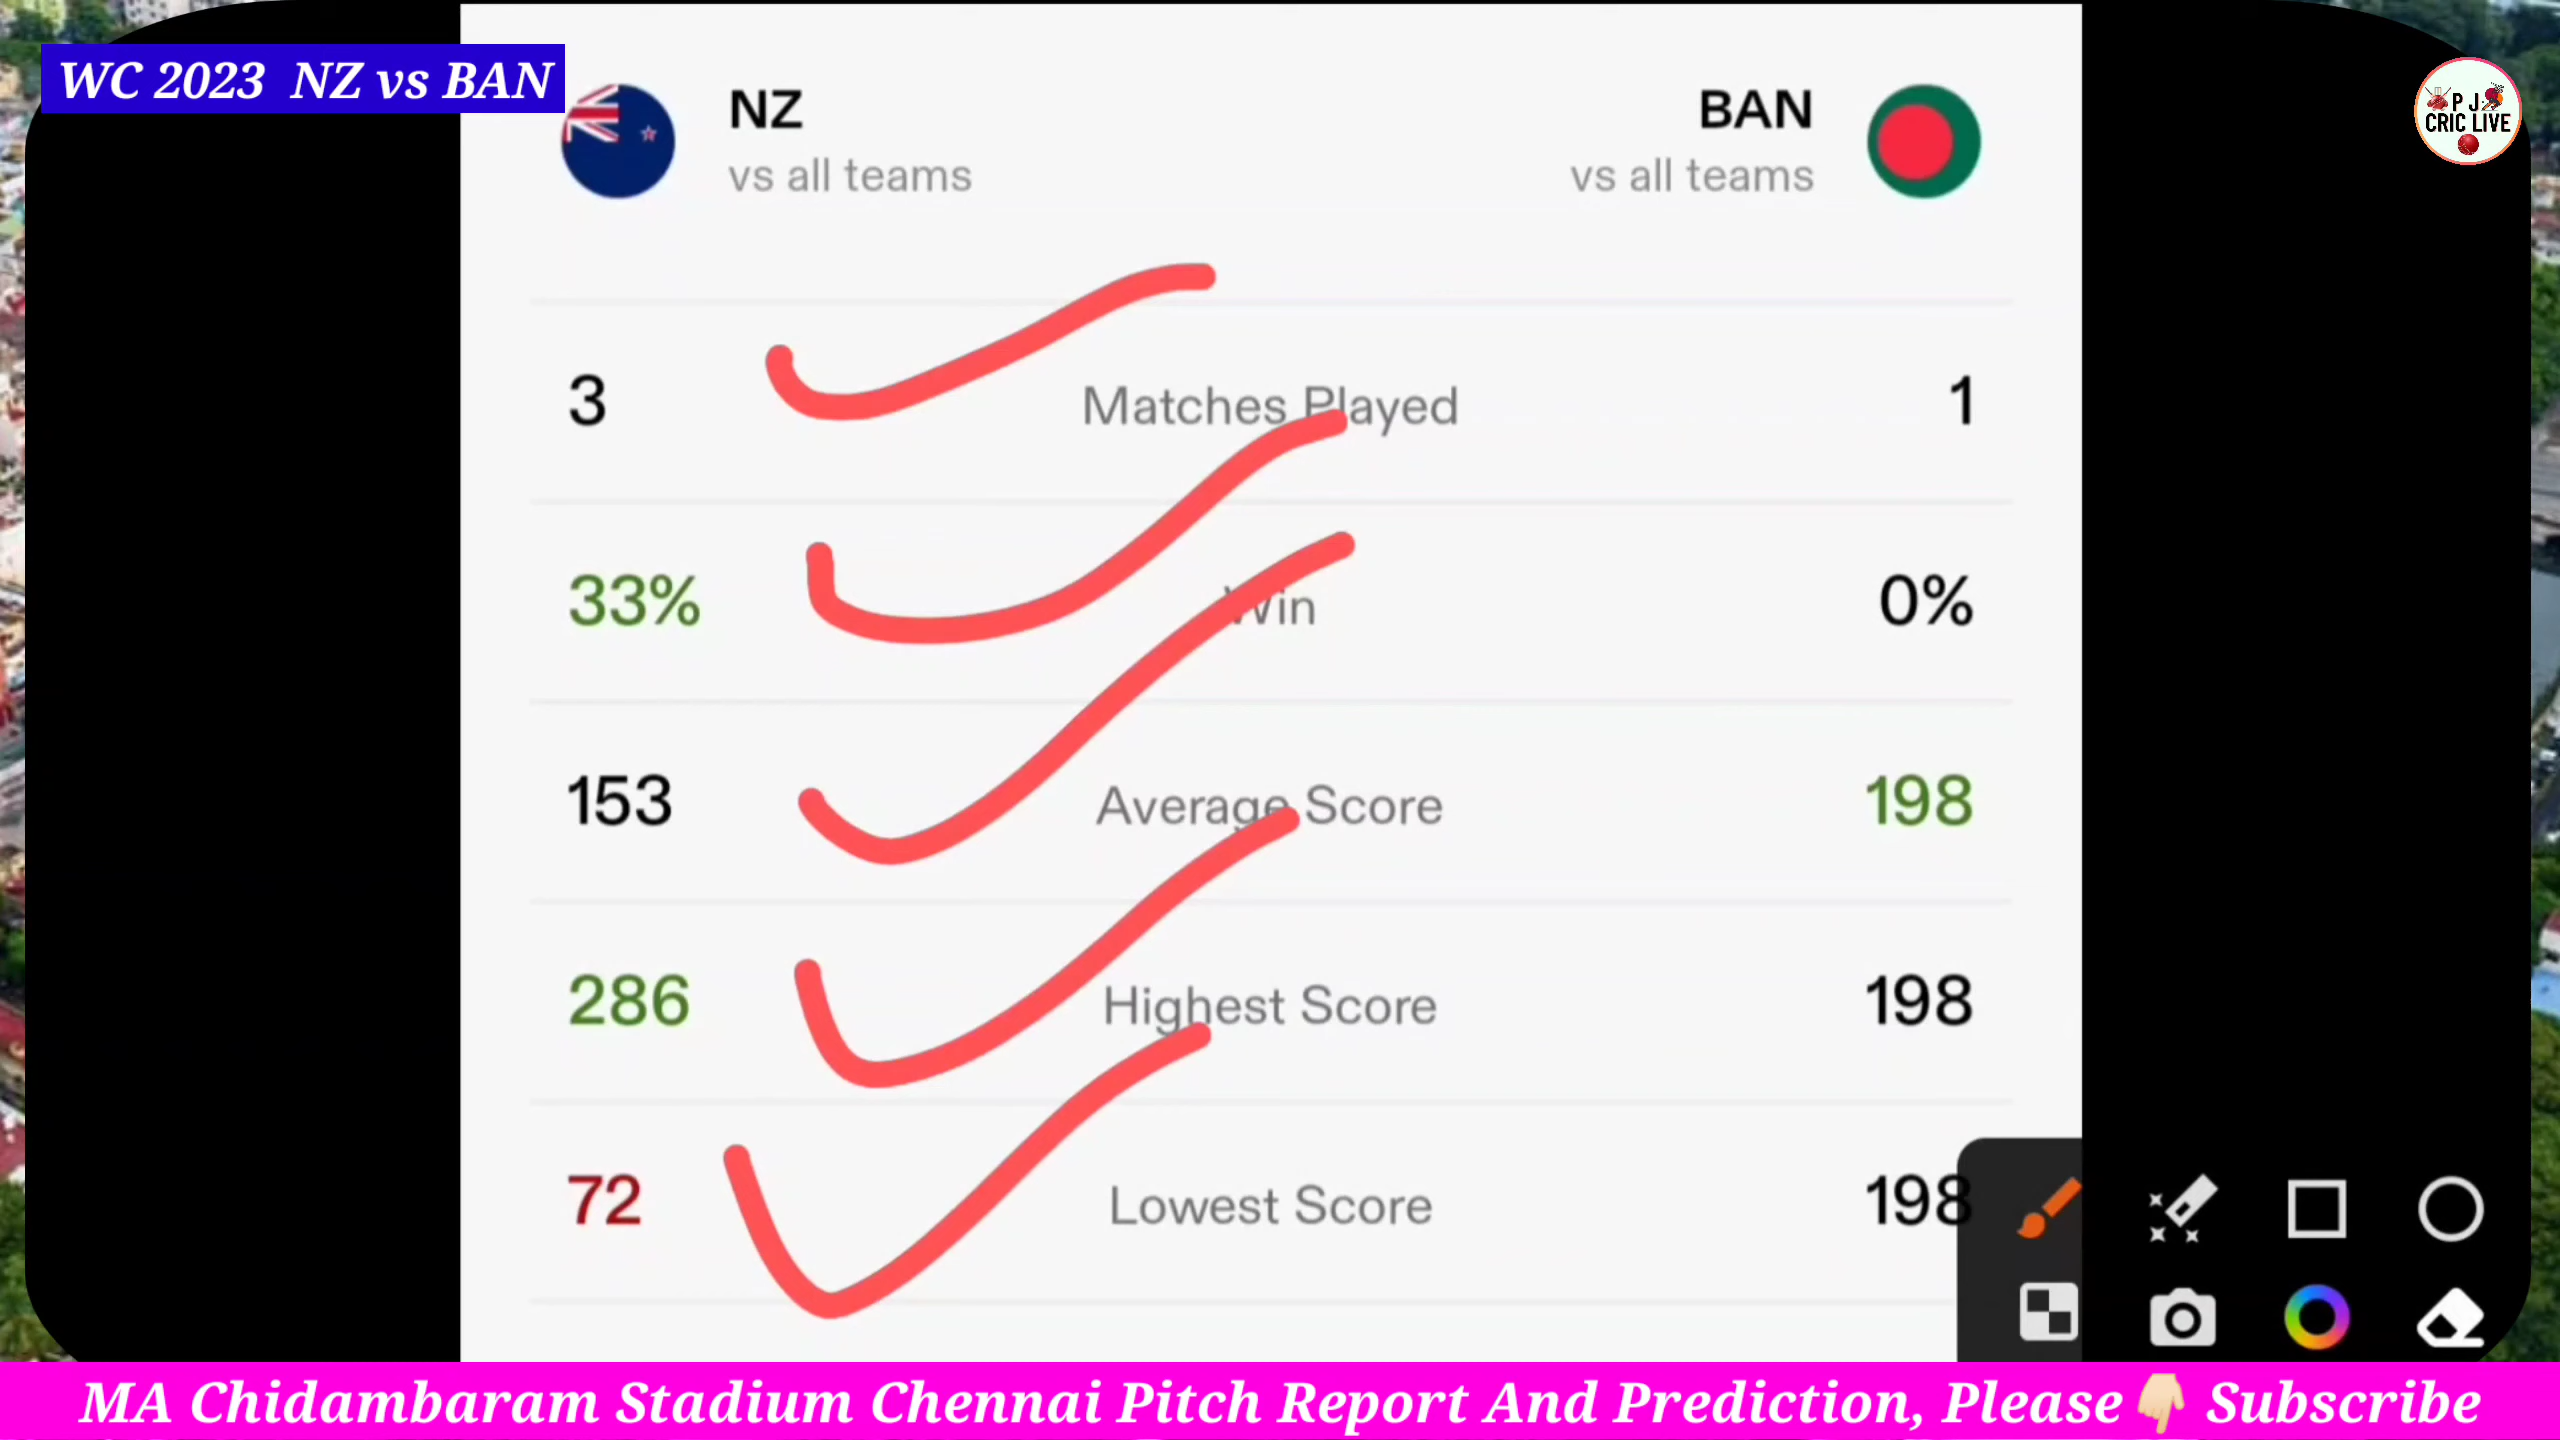 WC 2023 NZ vs BAN
NZ
vs all teams
BAN
vs all teams
P J
CRIC LIVE
3 Matches Played 1
33% Win 0%
153 Average Score 198
286 Highest Score 198
72 Lowest Score 198
MA Chidambaram Stadium Chennai Pitch Report And Prediction, Please👇🏻 Subscribe